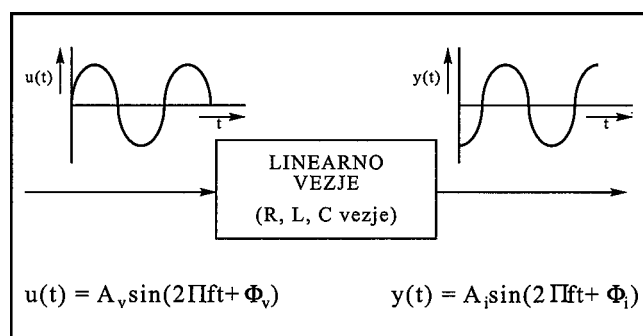 u(t)
t
y(t)
t
LINEARNO
VEZJE
(R, L, C vezje)
u(t) = A_v sin(2Πft+ Φ_v)
y(t) = A_i sin(2Πft+ Φ_i)